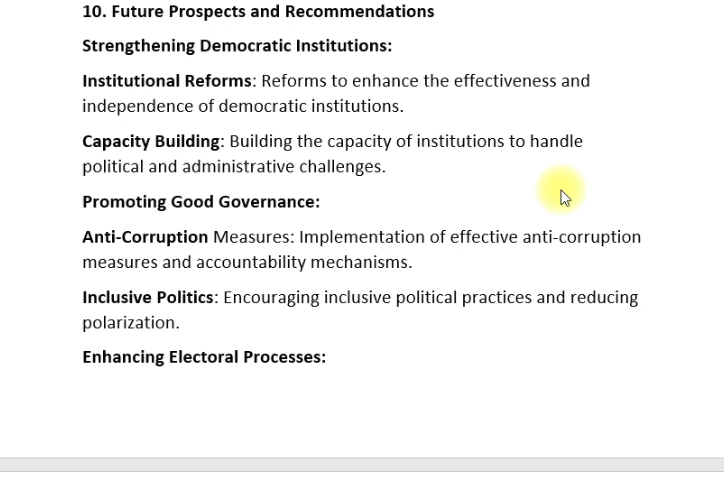 10. Future Prospects and Recommendations
Strengthening Democratic Institutions:
Institutional Reforms: Reforms to enhance the effectiveness and
independence of democratic institutions.
Capacity Building: Building the capacity of institutions to handle
political and administrative challenges.
Promoting Good Governance:
Anti-Corruption Measures: Implementation of effective anti-corruption
measures and accountability mechanisms.
Inclusive Politics: Encouraging inclusive political practices and reducing
polarization.
Enhancing Electoral Processes: